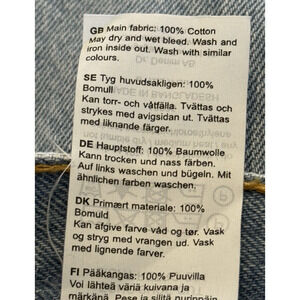 GB Main fabric: 100% Cotton
May dry and wet bleed. Wash and
iron inside out. Wash with similar
colours.
SE Tyg huvudsakligen: 100%
Bomull
Kan torr- och våtfälla. Tvättas och
strykes med avigsidan ut. Tvättas
med liknande färger.
DE Hauptstoff: 100% Baumwolle
Kann trocken und nass färben.
Auf links waschen und bügeln. Mit
ähnlichen farben waschen.
DK Primært materiale: 100%
Bomuld
Kan afgive farve våd og tør. Vask
og stryg med vrangen ud. Vask
med lignende farver.
FI Pääkangas: 100% Puuvilla
Voi lähteä väriä kuivana ja
märkänä. Pese ja silitä nurinpäin